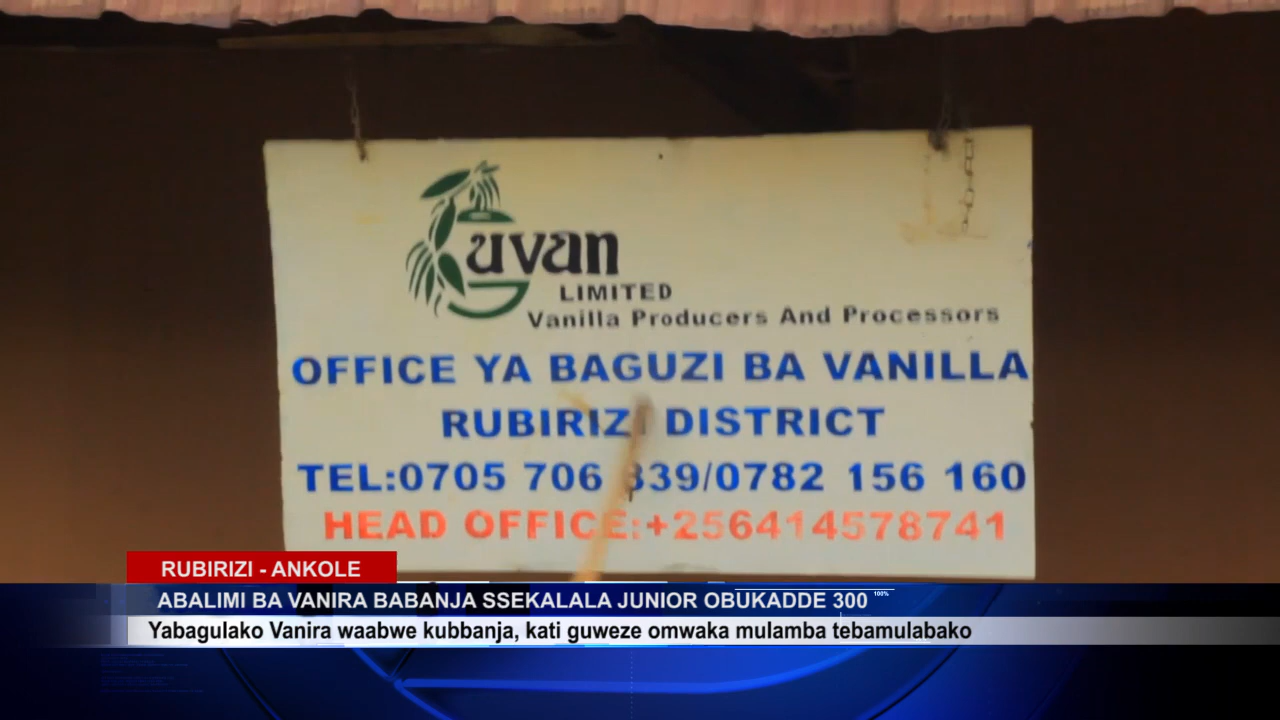 Guvan
LIMITED
Vanilla Producers And Processors
OFFICE YA BAGUZI BA VANILLA
RUBIRIZI DISTRICT
TEL:0705 706 339/0782 156 160
HEAD OFFICE:+256414578741
RUBIRIZI - ANKOLE
ABALIMI BA VANIRA BABANJA SSEKALALA JUNIOR OBUKADDE 300
100%
Yabagulako Vanira waabwe kubbanja, kati guweze omwaka mulamba tebamulabako